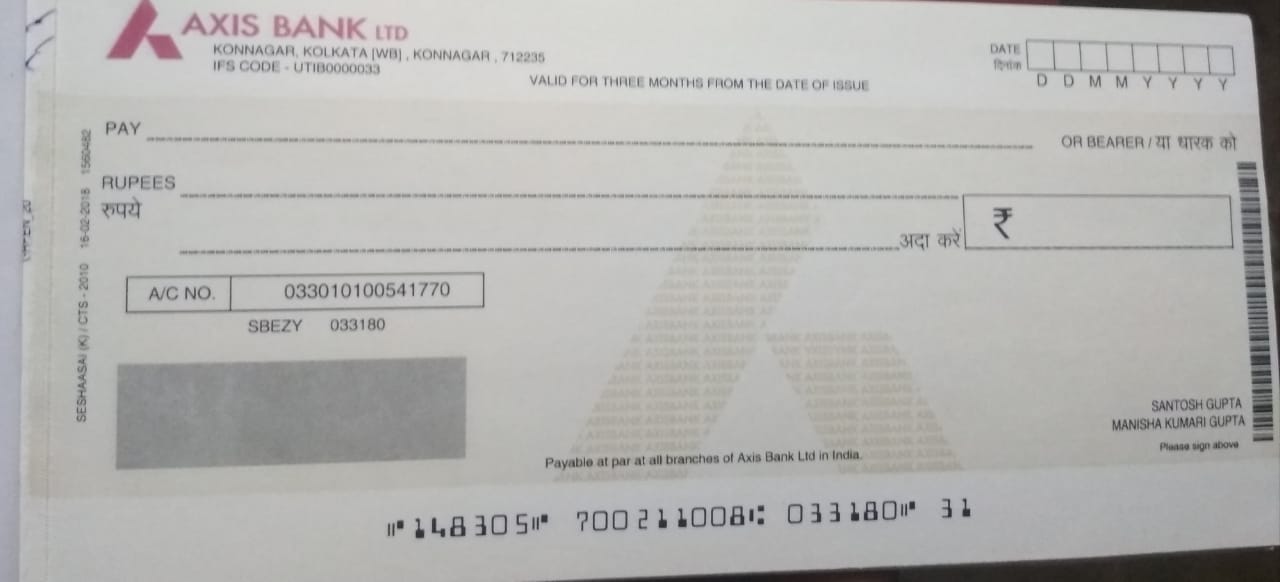 AXIS BANK LTD
KONNAGAR, KOLKATA [WB] , KONNAGAR , 712235
IFS CODE - UTIB0000033
VALID FOR THREE MONTHS FROM THE DATE OF ISSUE
DATE
दिनांक
D D M M Y Y Y Y
PAY
OR BEARER / या धारक को
RUPEES
रुपये
अदा करें
₹
A/C NO. 033010100541770
SBEZY 033180
SESHAASAI (K) / CTS - 2010 16-02-2018 1560482
SANTOSH GUPTA
MANISHA KUMARI GUPTA
Please sign above
Payable at par at all branches of Axis Bank Ltd in India.
⑈148305⑈ 700211008⑆ 033180⑈ 31